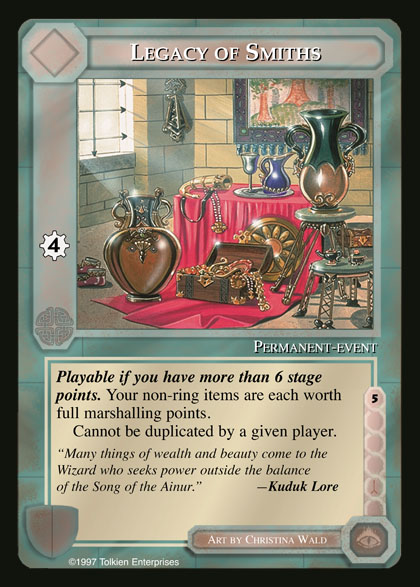 Legacy of Smiths
4
Permanent-event
Playable if you have more than 6 stage
points. Your non-ring items are each worth
full marshalling points.
Cannot be duplicated by a given player.
5
“Many things of wealth and beauty come to the
Wizard who seeks power outside the balance
of the Song of the Ainur.” —Kuduk Lore
Art by Christina Wald
©1997 Tolkien Enterprises